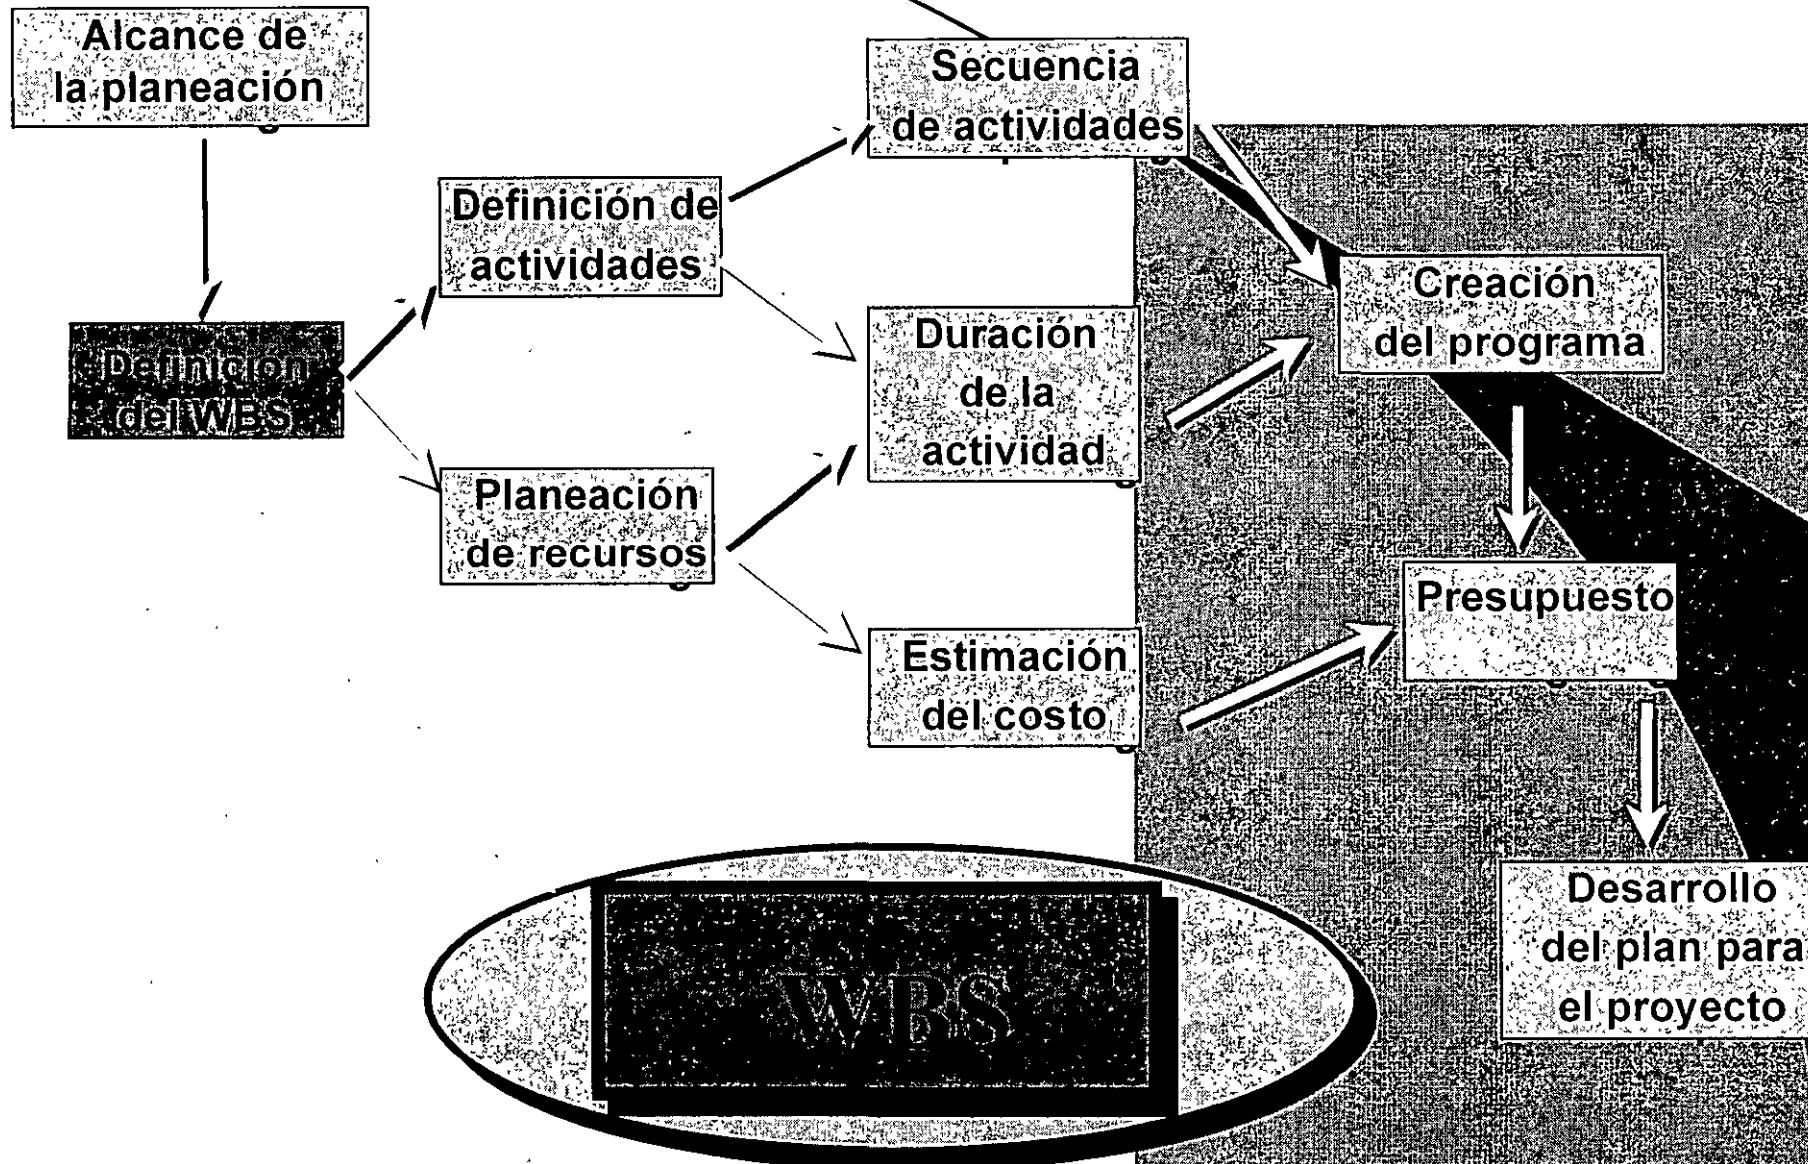 Alcance de
la planeación
Secuencia
de actividades
Definición de
actividades
Creación
del programa
Duración
de la
actividad
Definición
del WBS
Planeación
de recursos
Presupuesto
Estimación
del costo
Desarrollo
del plan para
el proyecto
WBS